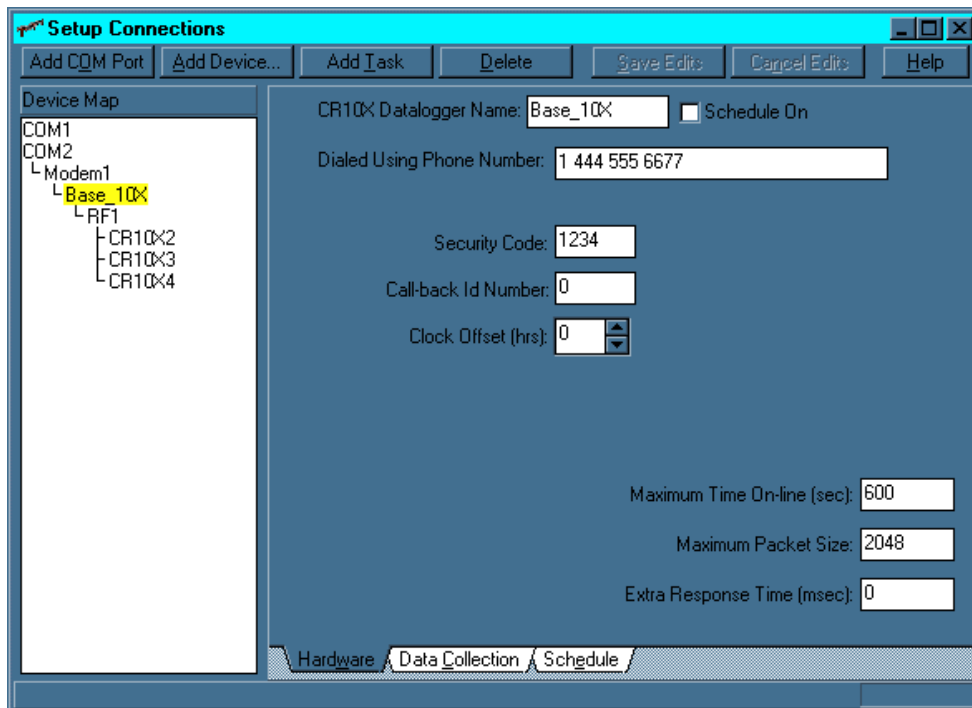 Setup Connections
Add COM Port Add Device... Add Task Delete Save Edits Cancel Edits Help
Device Map
COM1
COM2
Modem1
Base_10X
RF1
CR10X2
CR10X3
CR10X4
CR10X Datalogger Name: Base_10X Schedule On
Dialed Using Phone Number: 1 444 555 6677
Security Code: 1234
Call-back Id Number: 0
Clock Offset (hrs): 0
Maximum Time On-line (sec): 600
Maximum Packet Size: 2048
Extra Response Time (msec): 0
Hardware Data Collection Schedule